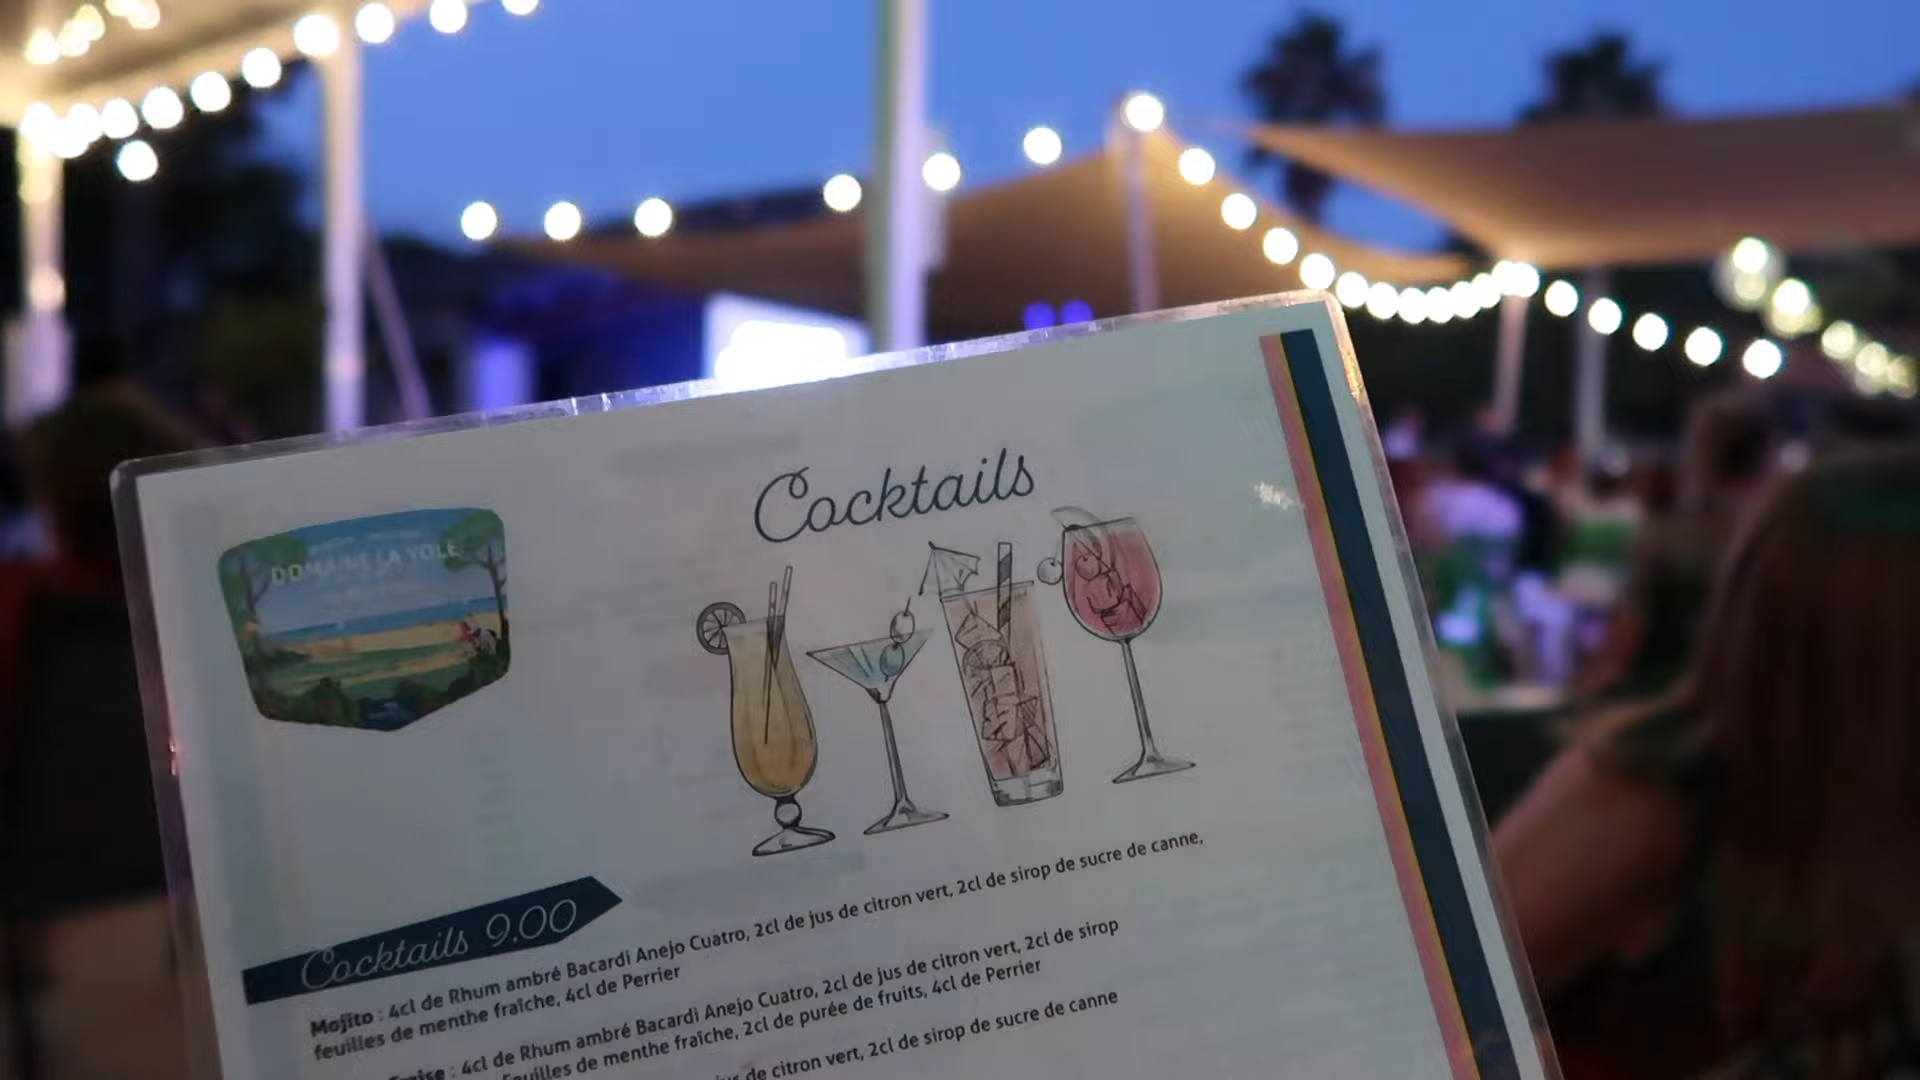 Cocktails
DOMAINE LA YOLE
Cocktails 9.00
Mojito : 4cl de Rhum ambré Bacardi Anejo Cuatro, 2cl de jus de citron vert, 2cl de sirop de sucre de canne,
feuilles de menthe fraîche, 4cl de Perrier
: 4cl de Rhum ambré Bacardi Anejo Cuatro, 2cl de jus de citron vert, 2cl de sirop
feuilles de menthe fraîche, 2cl de purée de fruits, 4cl de Perrier
de citron vert, 2cl de sirop de sucre de canne